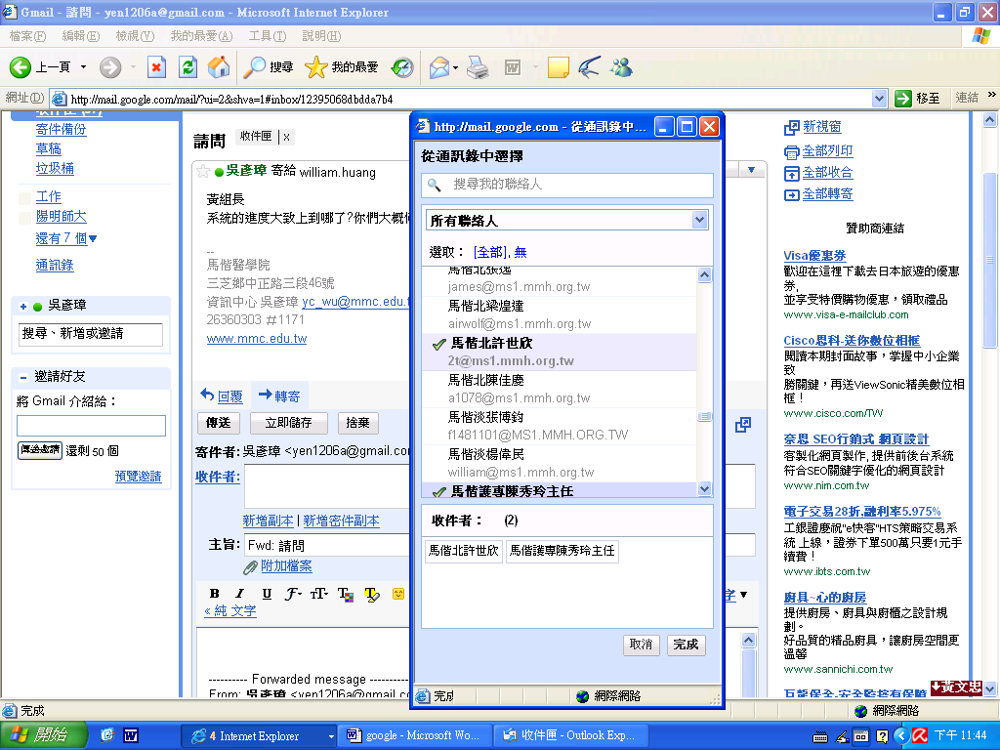 Gmail - 請問 - yen1206a@gmail.com - Microsoft Internet Explorer
檔案(F) 編輯(E) 檢視(V) 我的最愛(A) 工具(T) 說明(H)
上一頁 搜尋 我的最愛
網址(D) http://mail.google.com/mail/?ui=2&shva=1#inbox/12395068dbdda7b4 移至 連結 »
寄件備份
草稿
垃圾桶
工作
陽明師大
還有 7 個▼
通訊錄
+ 吳彥璋
搜尋、新增或邀請
− 邀請好友
將 Gmail 介紹給：
傳送邀請 還剩 50 個
預覽邀請
請問 收件匣 x
吳彥璋 寄給 william.huang
黃組長
系統的進度大致上到哪了?你們大概
--
馬偕醫學院
三芝鄉中正路三段46號
資訊中心 吳彥璋 yc_wu@mmc.edu.t
26360303 #1171
www.mmc.edu.tw
回覆 轉寄
傳送 立即儲存 捨棄
寄件者: 吳彥璋 <yen1206a@gmail.co
收件者:
新增副本 | 新增密件副本
主旨: Fwd: 請問
附加檔案
B I U
« 純文字
---------- Forwarded message ----------
From: 吳彥璋 <yen1206a@gmail.c
http://mail.google.com - 從通訊錄中...
從通訊錄中選擇
搜尋我的聯絡人
所有聯絡人
選取： [全部], 無
馬偕北張逸
james@ms1.mmh.org.tw
馬偕北梁煌達
airwolf@ms1.mmh.org.tw
馬偕北許世欣
2t@ms1.mmh.org.tw
馬偕北陳佳慶
a1078@ms1.mmh.org.tw
馬偕淡張博鈞
f1481101@MS1.MMH.ORG.TW
馬偕淡楊偉民
william@ms1.mmh.org.tw
馬偕護專陳秀玲主任
收件者： (2)
馬偕北許世欣 馬偕護專陳秀玲主任
取消 完成
完成 網際網路
新視窗
全部列印
全部收合
全部轉寄
贊助商連結
Visa優惠券
歡迎在這裡下載去日本旅遊的優惠
券,
並享受特價購物優惠，領取禮品
www.visa-e-mailclub.com
Cisco思科-送你數位相框
閱讀本期封面故事，掌握中小企業
致
勝關鍵，再送ViewSonic精美數位相
框！
www.cisco.com/TW
奈思 SEO行銷式 網頁設計
客製化網頁製作, 提供前後台系統
符合SEO關鍵字優化的網頁設計
www.nim.com.tw
電子交易28折,融利率5.975%
工銀證慶祝"e快客"HTS策略交易系
統 上線，證券下單500萬只要1元手
續費！
www.ibts.com.tw
廚具~心的廚房
提供廚房、廚具與廚櫃之設計規
劃。
好品質的精品廚具，讓廚房空間更
溫馨
www.sannichi.com.tw
互龍保全-安全監控有保障
黃文忠
完成 網際網路
開始 4 Internet Explorer google - Microsoft Wo... 收件匣 - Outlook Exp... 下午 11:44